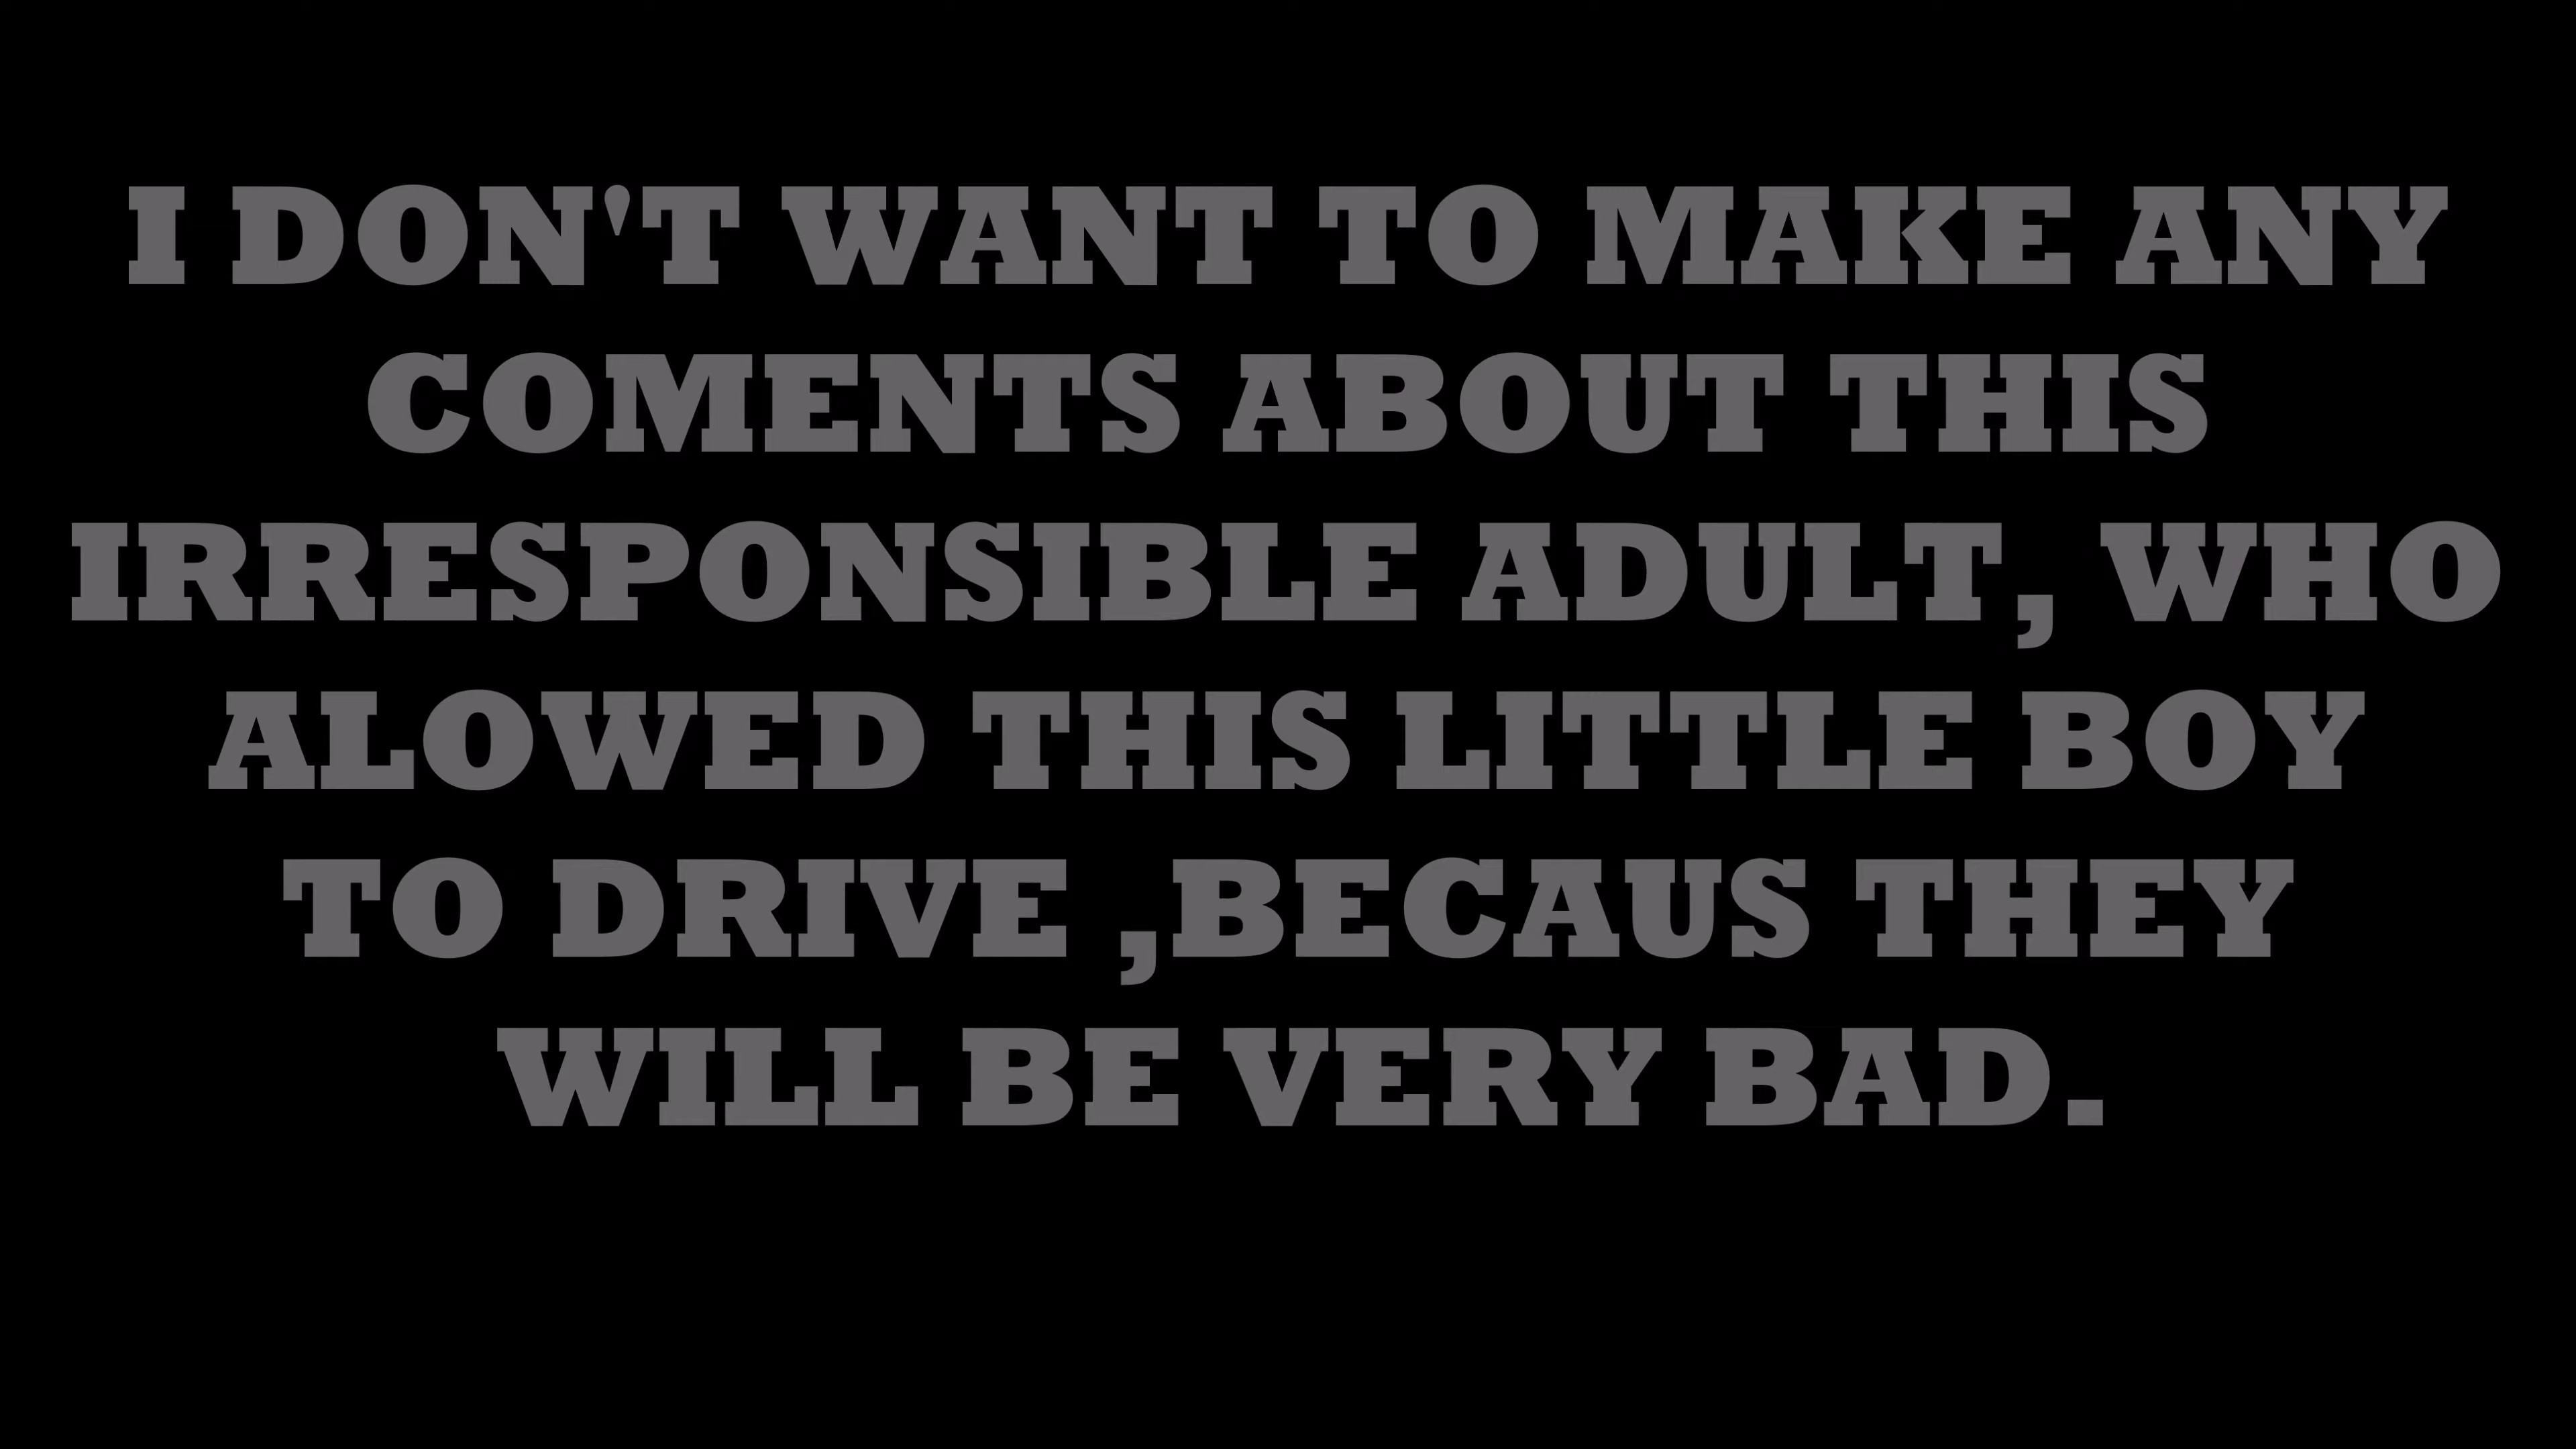 I DON'T WANT TO MAKE ANY
COMENTS ABOUT THIS
IRRESPONSIBLE ADULT, WHO
ALOWED THIS LITTLE BOY
TO DRIVE ,BECAUS THEY
WILL BE VERY BAD.